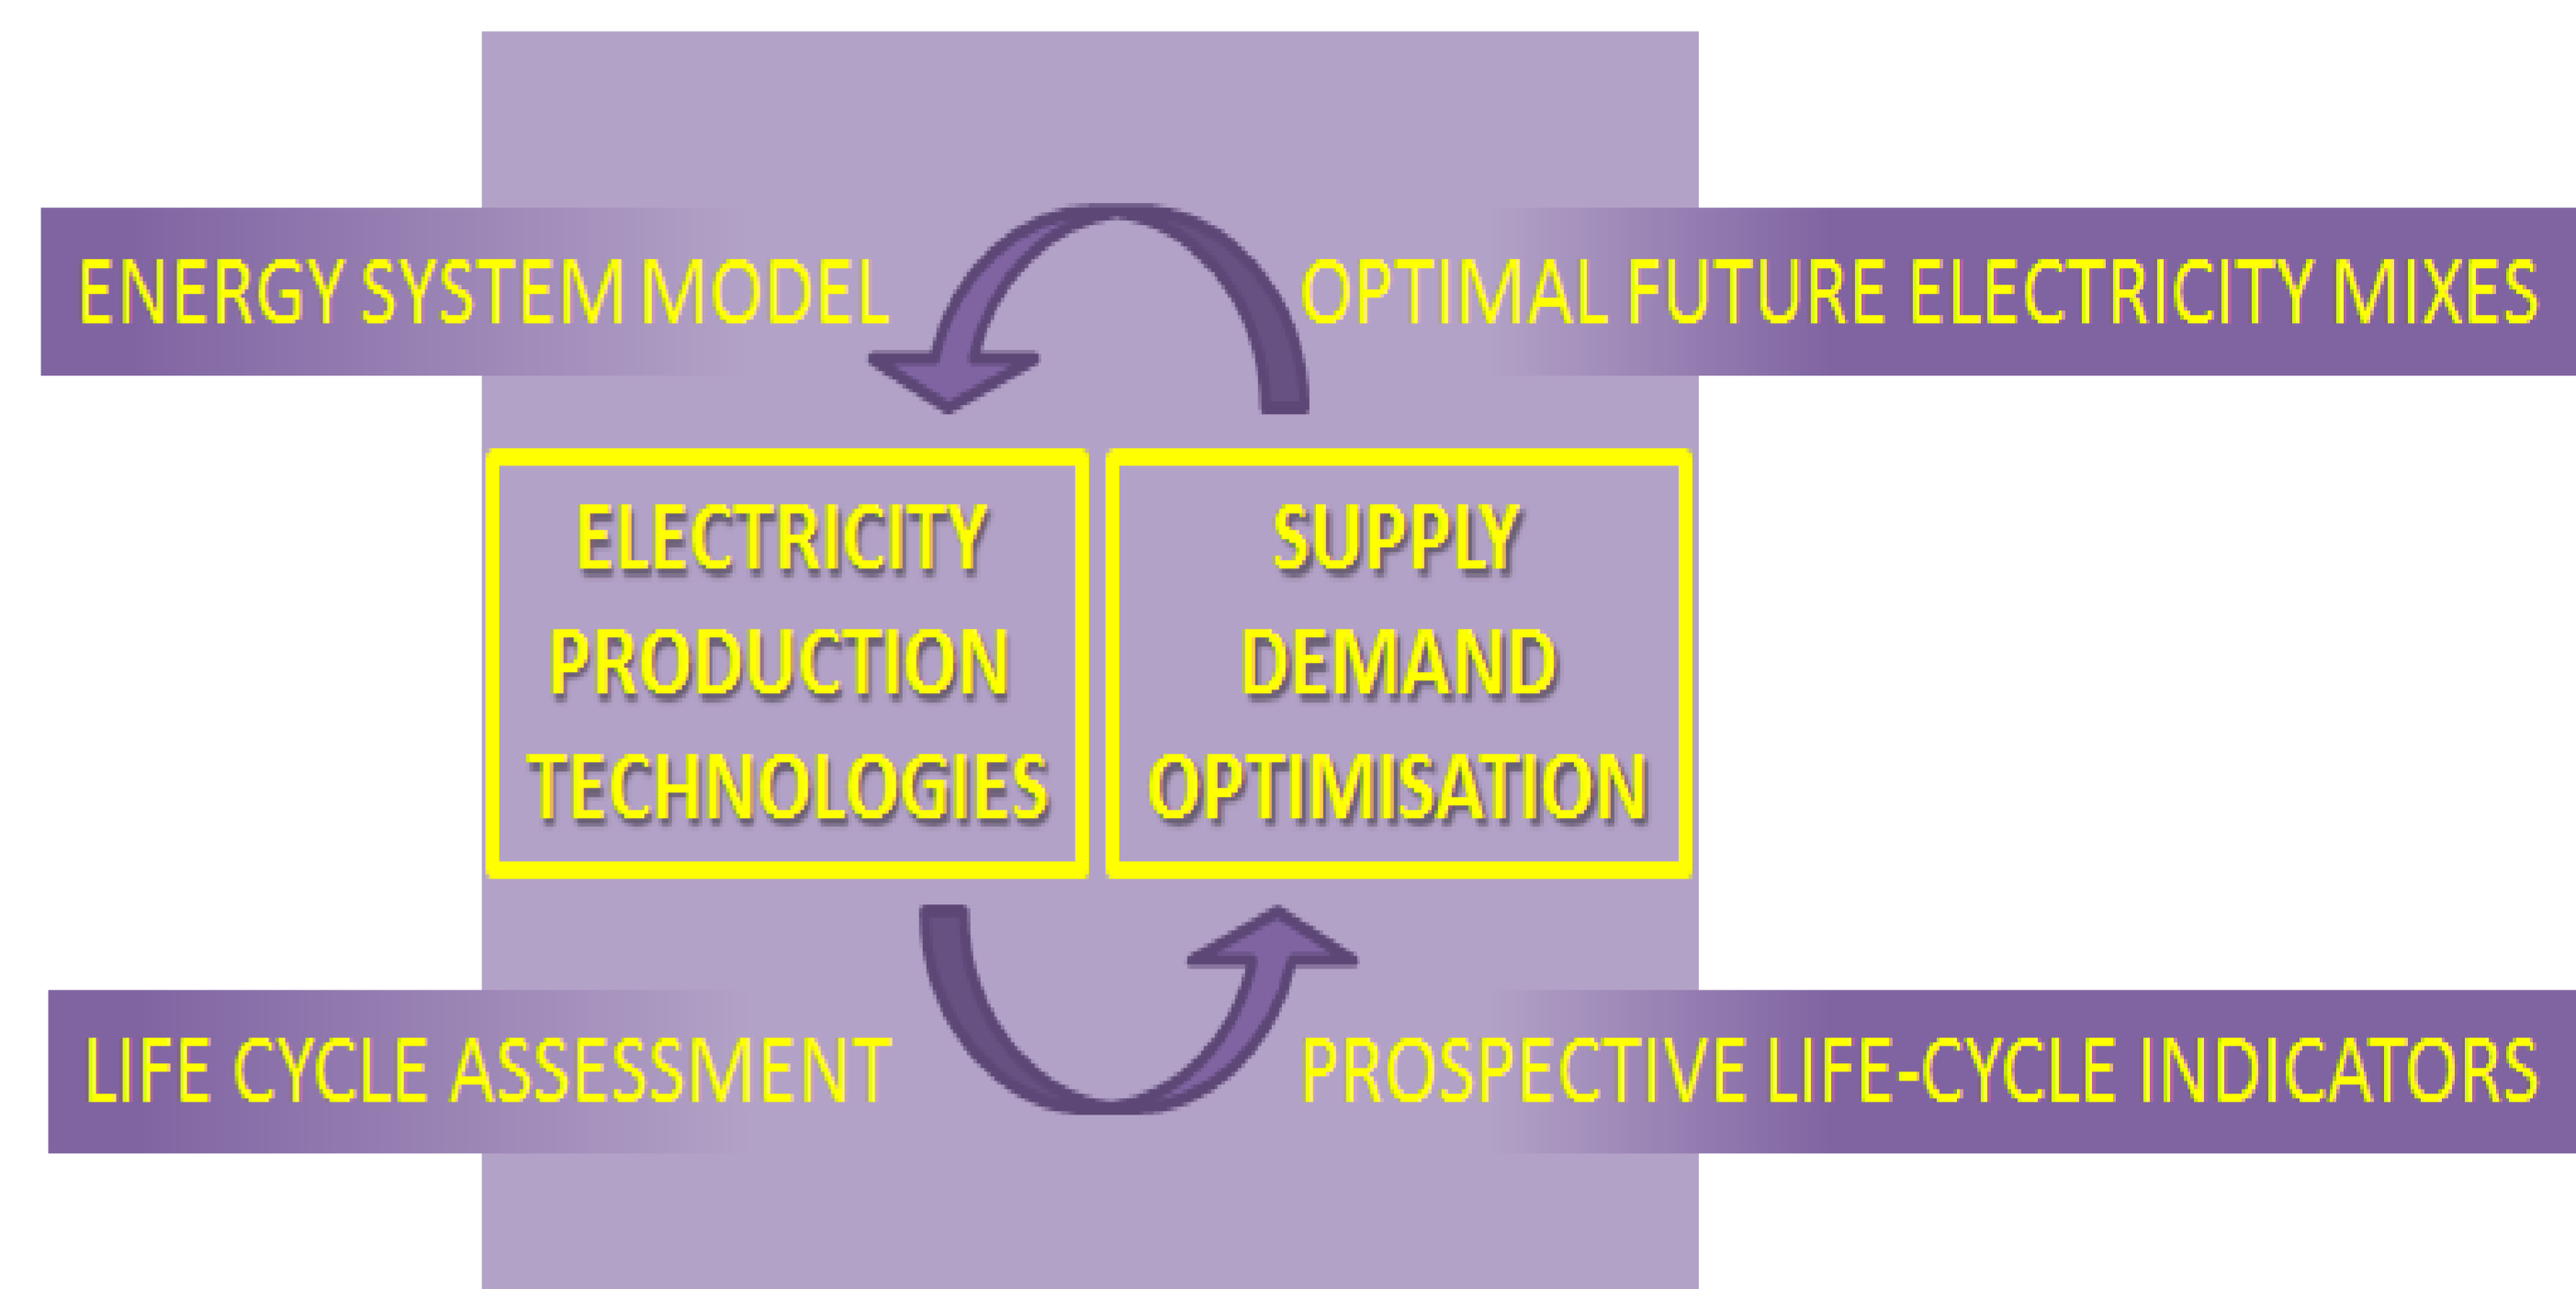 ENERGY SYSTEM MODEL
OPTIMAL FUTURE ELECTRICITY MIXES
ELECTRICITY
PRODUCTION
TECHNOLOGIES
SUPPLY
DEMAND
OPTIMISATION
LIFE CYCLE ASSESSMENT
PROSPECTIVE LIFE-CYCLE INDICATORS